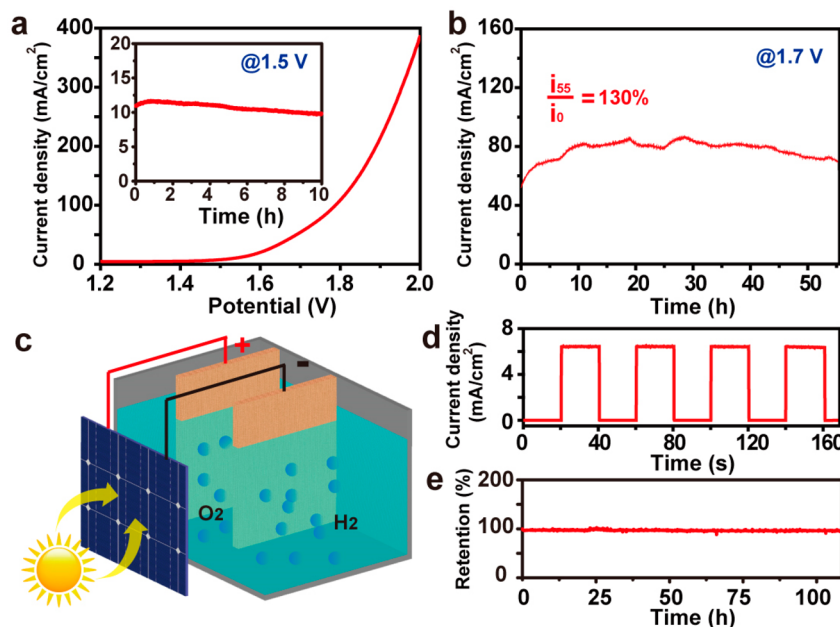 a
Current density (mA/cm²)
400
300
200
100
0
20
15
10
5
0
@1.5 V
0 2 4 6 8 10
Time (h)
1.2 1.4 1.6 1.8 2.0
Potential (V)
b
Current density (mA/cm²)
160
120
80
40
0
@1.7 V
i55
i0
= 130%
0 10 20 30 40 50
Time (h)
c
+
-
O2
H2
d
Current density
(mA/cm²)
6
0
0 40 80 120 160
Time (s)
e
Retention (%)
200
100
0
0 25 50 75 100
Time (h)